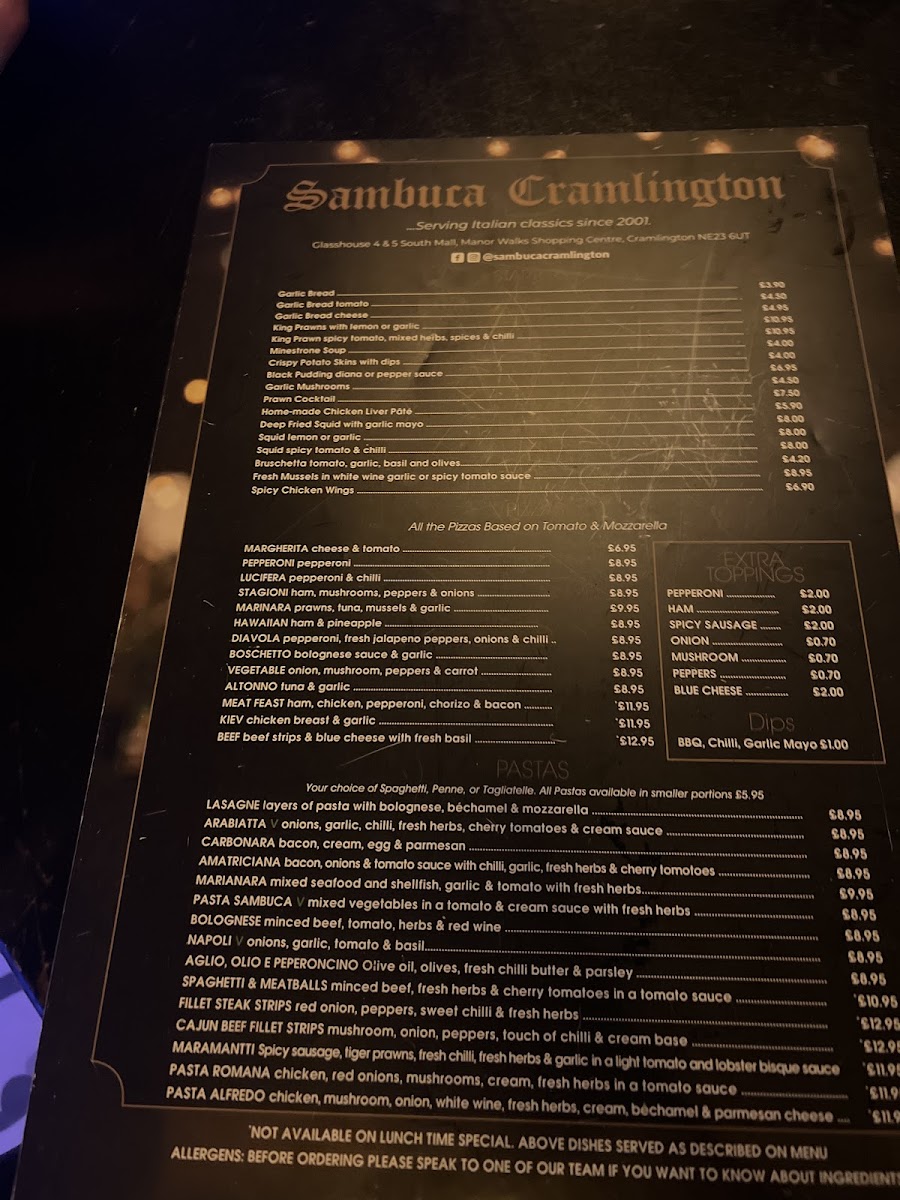 Sambuca Cramlington
...Serving Italian classics since 2001.
Glasshouse 4 & 5 South Mall, Manor Walks Shopping Centre, Cramlington NE23 6UT
@sambucacramlington
Garlic Bread £3.90
Garlic Bread tomato £4.50
Garlic Bread cheese £4.95
King Prawns with lemon or garlic £10.95
King Prawn spicy tomato, mixed herbs, spices & chilli £10.95
Minestrone Soup £4.00
Crispy Potato Skins with dips £4.00
Black Pudding diana or pepper sauce £6.95
Garlic Mushrooms £4.50
Prawn Cocktail £7.50
Home-made Chicken Liver Pâté £5.90
Deep Fried Squid with garlic mayo £8.00
Squid lemon or garlic £8.00
Squid spicy tomato & chilli £8.00
Bruschetta tomato, garlic, basil and olives £4.20
Fresh Mussels in white wine garlic or spicy tomato sauce £8.95
Spicy Chicken Wings £6.90
All the Pizzas Based on Tomato & Mozzarella
MARGHERITA cheese & tomato £6.95
PEPPERONI pepperoni £8.95
LUCIFERA pepperoni & chilli £8.95
STAGIONI ham, mushrooms, peppers & onions £8.95
MARINARA prawns, tuna, mussels & garlic £9.95
HAWAIIAN ham & pineapple £8.95
DIAVOLA pepperoni, fresh jalapeno peppers, onions & chilli £8.95
BOSCHETTO bolognese sauce & garlic £8.95
VEGETABLE onion, mushroom, peppers & carrot £8.95
ALTONNO tuna & garlic £8.95
MEAT FEAST ham, chicken, pepperoni, chorizo & bacon *£11.95
KIEV chicken breast & garlic *£11.95
BEEF beef strips & blue cheese with fresh basil *£12.95
EXTRA
TOPPINGS
PEPPERONI £2.00
HAM £2.00
SPICY SAUSAGE £2.00
ONION £0.70
MUSHROOM £0.70
PEPPERS £0.70
BLUE CHEESE £2.00
Dips
BBQ, Chilli, Garlic Mayo £1.00
PASTAS
Your choice of Spaghetti, Penne, or Tagliatelle. All Pastas available in smaller portions £5.95
LASAGNE layers of pasta with bolognese, béchamel & mozzarella £8.95
ARABIATTA V onions, garlic, chilli, fresh herbs, cherry tomatoes & cream sauce £8.95
CARBONARA bacon, cream, egg & parmesan £8.95
AMATRICIANA bacon, onions & tomato sauce with chilli, garlic, fresh herbs & cherry tomotoes £8.95
MARIANARA mixed seafood and shellfish, garlic & tomato with fresh herbs £9.95
PASTA SAMBUCA V mixed vegetables in a tomato & cream sauce with fresh herbs £8.95
BOLOGNESE minced beef, tomato, herbs & red wine £8.95
NAPOLI V onions, garlic, tomato & basil £8.95
AGLIO, OLIO E PEPERONCINO Olive oil, olives, fresh chilli butter & parsley £8.95
SPAGHETTI & MEATBALLS minced beef, fresh herbs & cherry tomatoes in a tomato sauce *£10.95
FILLET STEAK STRIPS red onion, peppers, sweet chilli & fresh herbs *£12.95
CAJUN BEEF FILLET STRIPS mushroom, onion, peppers, touch of chilli & cream base *£12.95
MARAMANTTI Spicy sausage, tiger prawns, fresh chilli, fresh herbs & garlic in a light tomato and lobster bisque sauce *£11.95
PASTA ROMANA chicken, red onions, mushrooms, cream, fresh herbs in a tomato sauce *£11.9
PASTA ALFREDO chicken, mushroom, onion, white wine, fresh herbs, cream, béchamel & parmesan cheese *£11.9
*NOT AVAILABLE ON LUNCH TIME SPECIAL. ABOVE DISHES SERVED AS DESCRIBED ON MENU
ALLERGENS: BEFORE ORDERING PLEASE SPEAK TO ONE OF OUR TEAM IF YOU WANT TO KNOW ABOUT INGREDIENTS